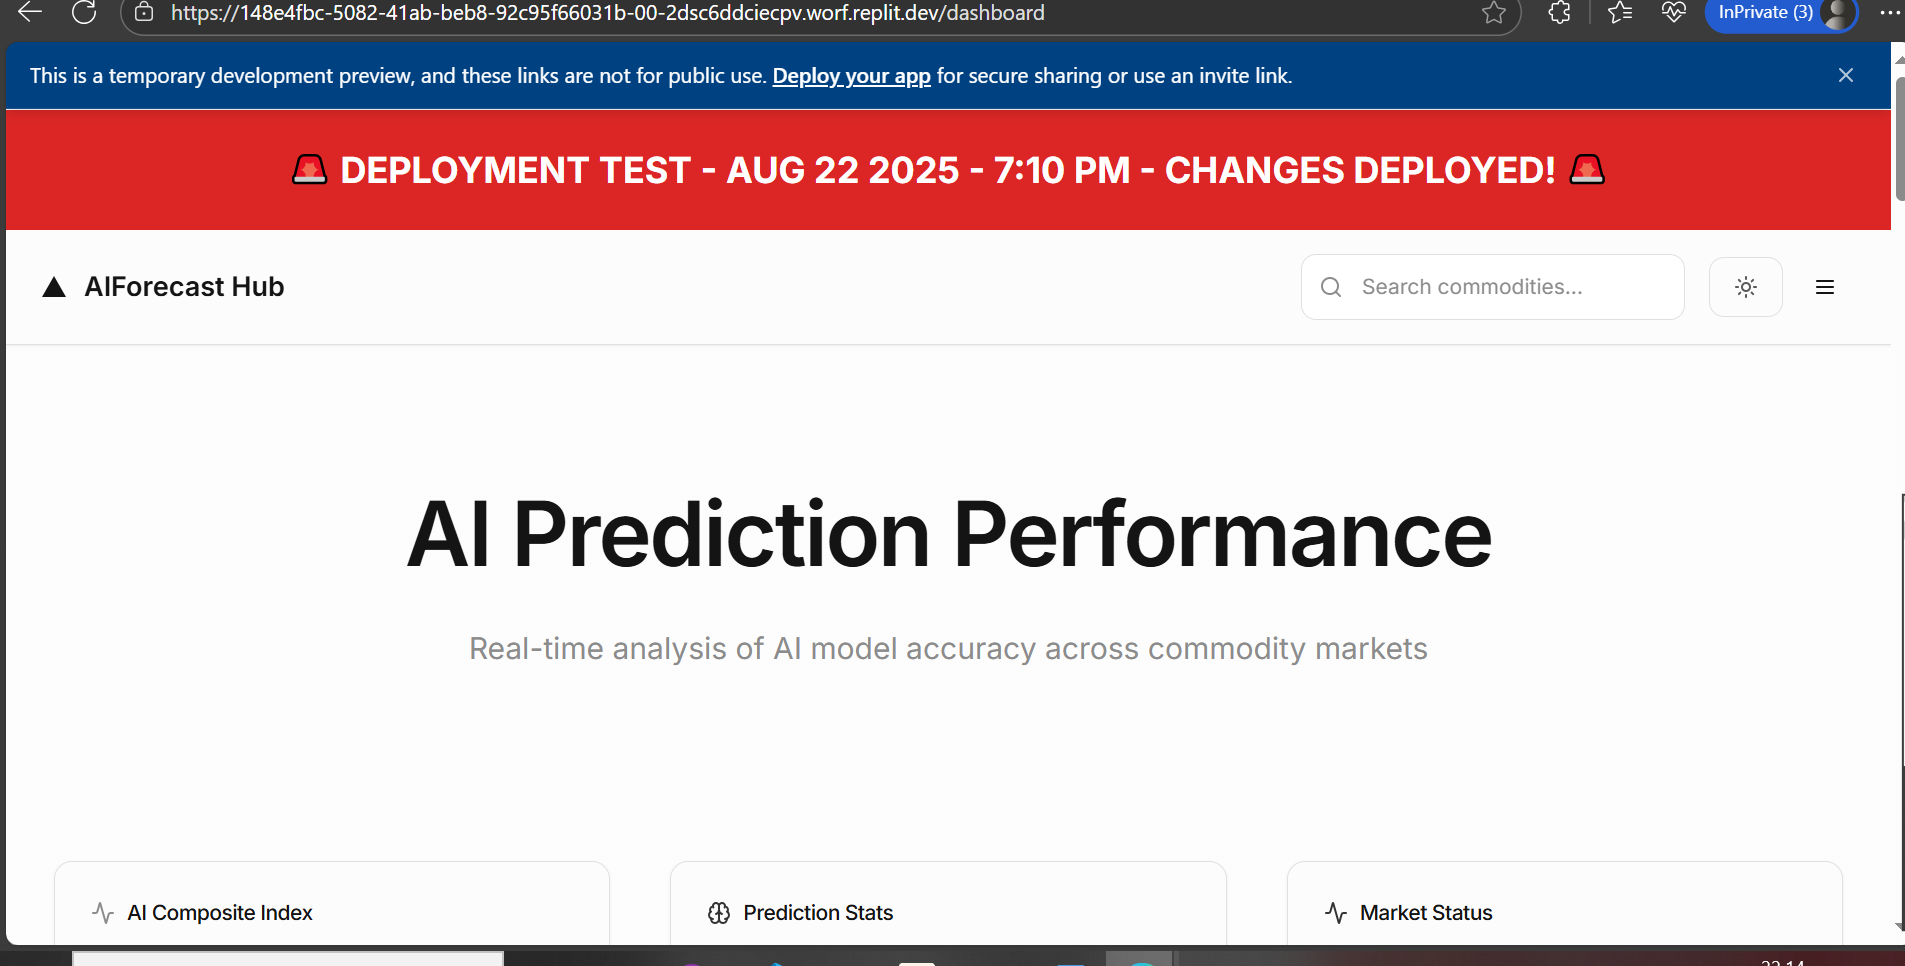 https://148e4fbc-5082-41ab-beb8-92c95f66031b-00-2dsc6ddciecpv.worf.replit.dev/dashboard
InPrivate (3)
This is a temporary development preview, and these links are not for public use. Deploy your app for secure sharing or use an invite link.
🚨 DEPLOYMENT TEST - AUG 22 2025 - 7:10 PM - CHANGES DEPLOYED! 🚨
AIForecast Hub
Search commodities...
AI Prediction Performance
Real-time analysis of AI model accuracy across commodity markets
AI Composite Index
Prediction Stats
Market Status